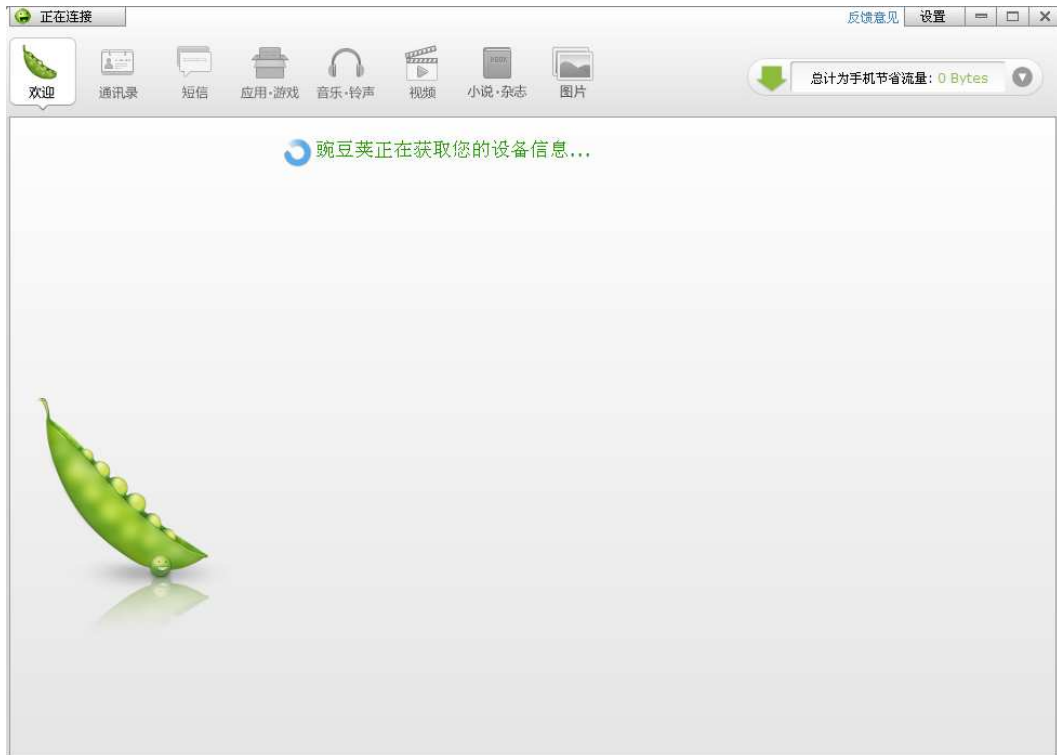 正在连接
反馈意见 设置
欢迎 通讯录 短信 应用·游戏 音乐·铃声 视频 小说·杂志 图片
总计为手机节省流量: 0 Bytes
豌豆荚正在获取您的设备信息...